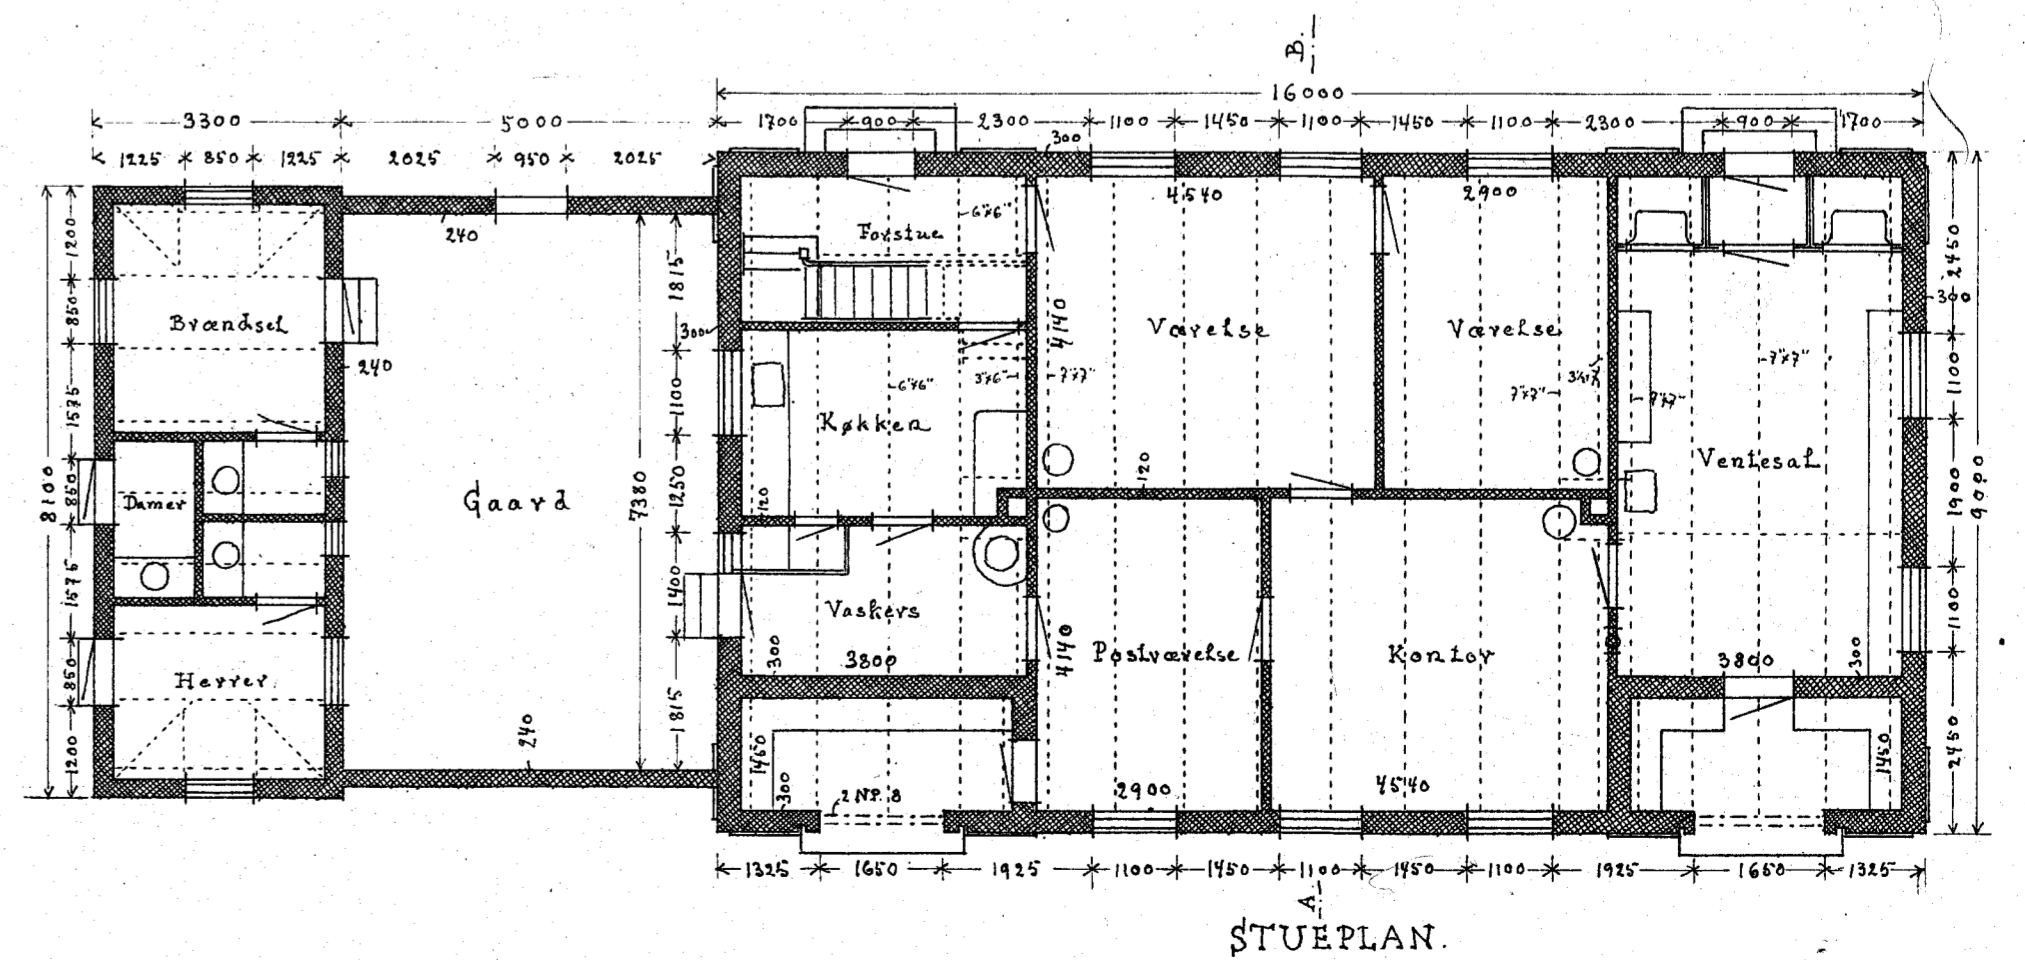 B.
16000
3300 5000 1700 900 2300 1100 1450 1100 1450 1100 2300 900 1700
1225 850 1225 2025 950 2025 300
240 4540 2900
6"x6"
Forstue
1200 850 1575 850 1575 850 1200
8100
Brændsel
240
1815 1100 1250 1400 1815
7380
300
4140
Værelse Værelse
2450 1100 1900 1100 2450
9000
300
7"x7"
6"x6" 3"x6" 7"x7" 7"x7" 7"x7"
Køkken
Ventesal
120 120
Damer
Gaard
Vaskers
Herrer
300 3800
4140
Postværelse Kontor
3800 300
240
1450 300 2 NP. 8
2900 4540
1450
1325 1650 1925 1100 1450 1100 1450 1100 1925 1650 1325
A.
STUEPLAN.